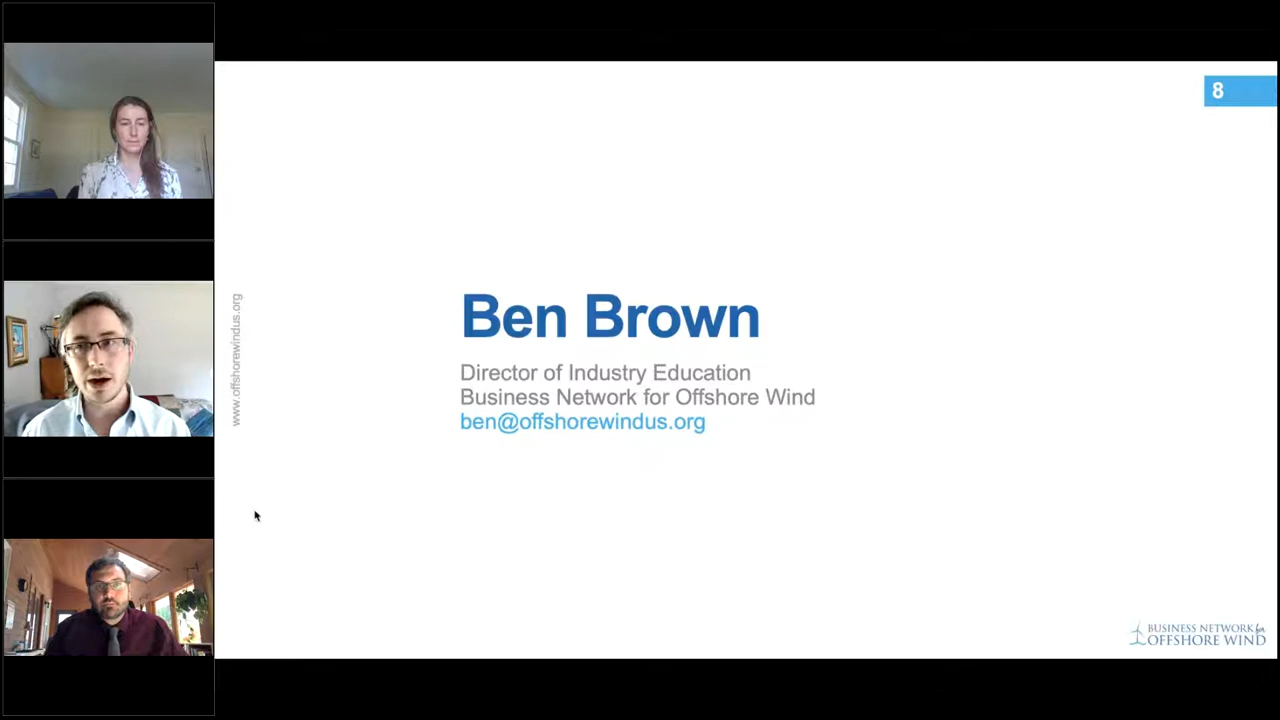 8
www.offshorewindus.org
Ben Brown
Director of Industry Education
Business Network for Offshore Wind
ben@offshorewindus.org
BUSINESS NETWORK for
OFFSHORE WIND